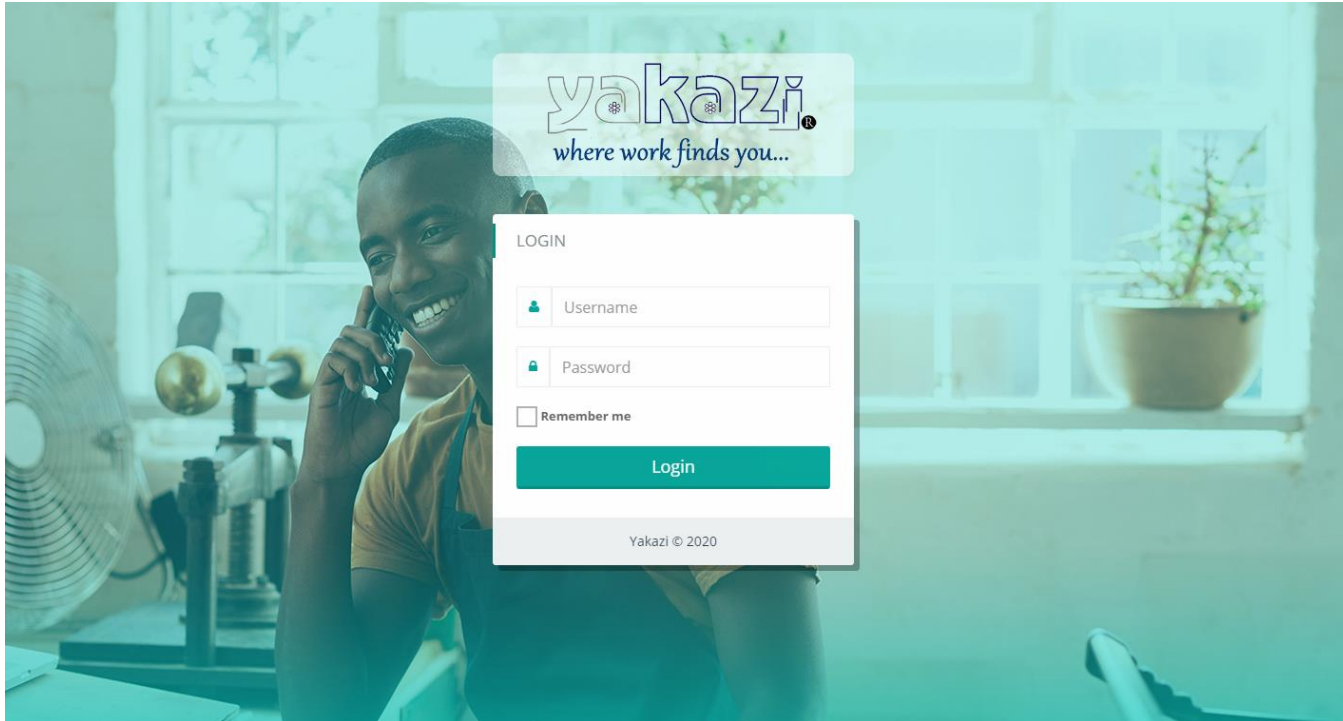 yakazi®
where work finds you...
LOGIN
Username
Password
Remember me
Login
Yakazi © 2020